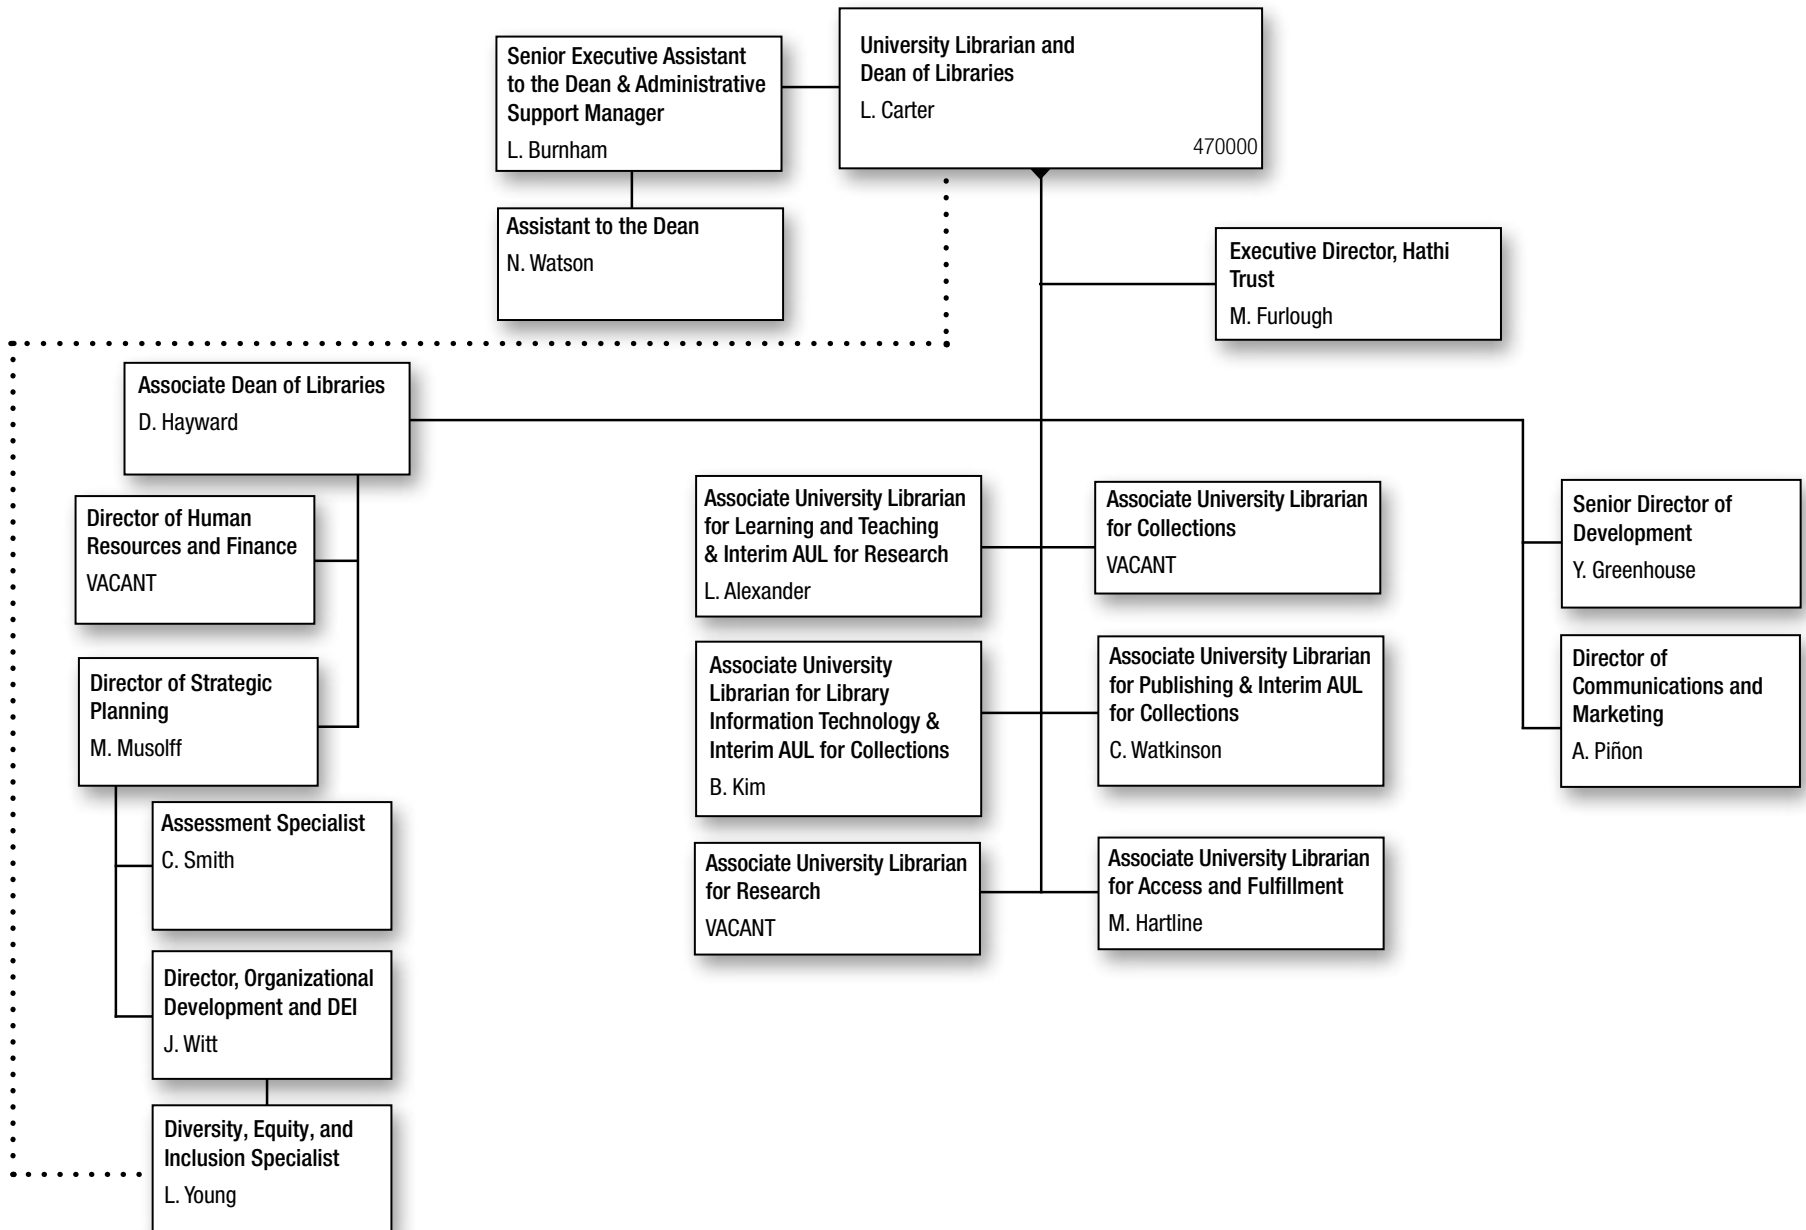 Senior Executive Assistant
to the Dean & Administrative
Support Manager
L. Burnham
University Librarian and
Dean of Libraries
L. Carter
470000
Assistant to the Dean
N. Watson
Executive Director, Hathi
Trust
M. Furlough
Associate Dean of Libraries
D. Hayward
Director of Human
Resources and Finance
VACANT
Director of Strategic
Planning
M. Musolff
Assessment Specialist
C. Smith
Director, Organizational
Development and DEI
J. Witt
Diversity, Equity, and
Inclusion Specialist
L. Young
Associate University Librarian
for Learning and Teaching
& Interim AUL for Research
L. Alexander
Associate University Librarian
for Collections
VACANT
Associate University
Librarian for Library
Information Technology &
Interim AUL for Collections
B. Kim
Associate University Librarian
for Publishing & Interim AUL
for Collections
C. Watkinson
Associate University Librarian
for Research
VACANT
Associate University Librarian
for Access and Fulfillment
M. Hartline
Senior Director of
Development
Y. Greenhouse
Director of
Communications and
Marketing
A. Piñon